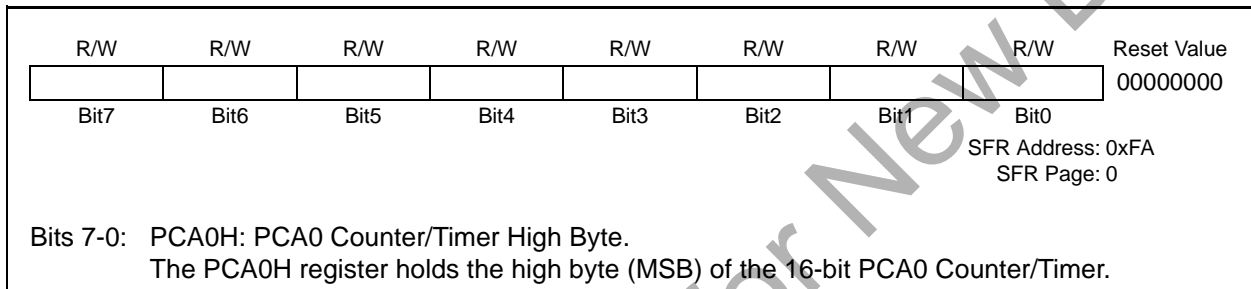 R/W R/W R/W R/W R/W R/W R/W R/W Reset Value
00000000
Bit7 Bit6 Bit5 Bit4 Bit3 Bit2 Bit1 Bit0
SFR Address: 0xFA
SFR Page: 0
Bits 7-0: PCA0H: PCA0 Counter/Timer High Byte.
The PCA0H register holds the high byte (MSB) of the 16-bit PCA0 Counter/Timer.
or New